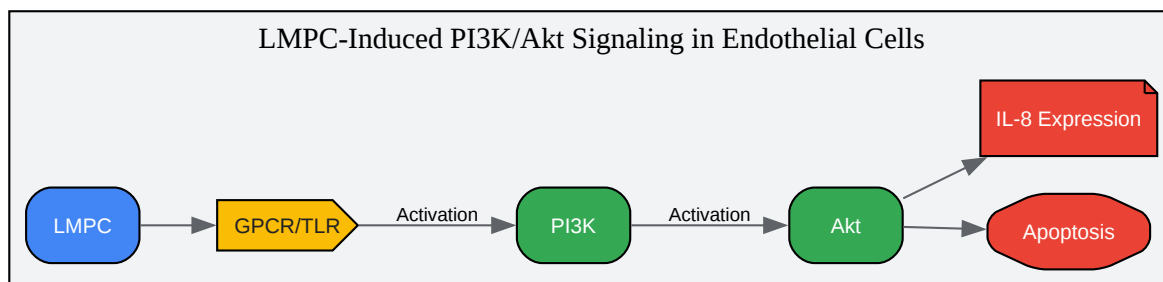 LMPC-Induced PI3K/Akt Signaling in Endothelial Cells
LMPC
GPCR/TLR
Activation
PI3K
Activation
Akt
IL-8 Expression
Apoptosis